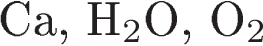 Ca, H₂O, O₂